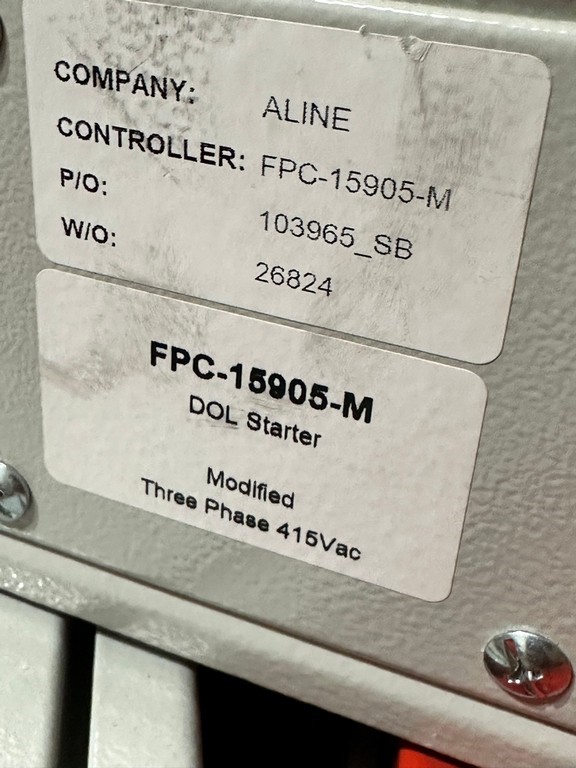 COMPANY: ALINE
CONTROLLER: FPC-15905-M
P/O: 103965_SB
W/O: 26824
FPC-15905-M
DOL Starter
Modified
Three Phase 415Vac